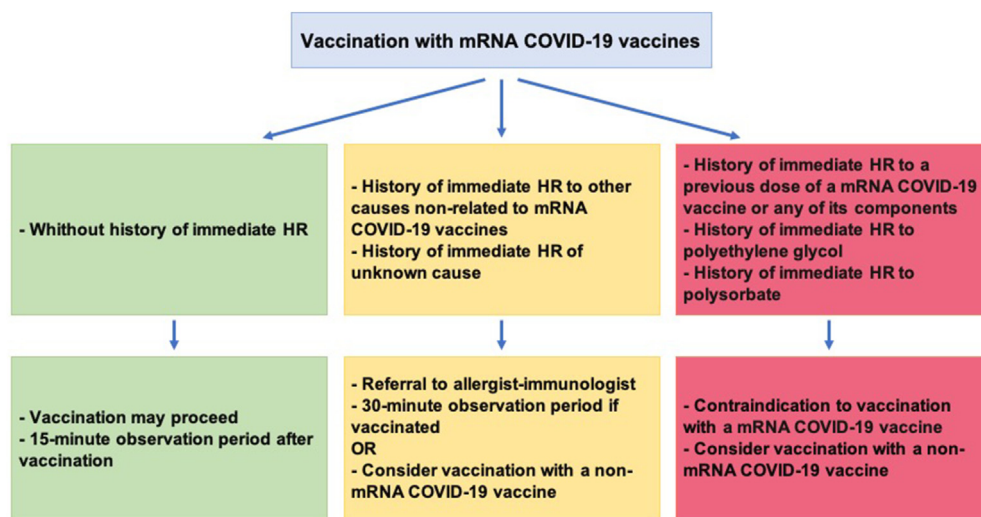 Vaccination with mRNA COVID-19 vaccines
- Whithout history of immediate HR
- History of immediate HR to other
causes non-related to mRNA
COVID-19 vaccines
- History of immediate HR of
unknown cause
- History of immediate HR to a
previous dose of a mRNA COVID-19
vaccine or any of its components
- History of immediate HR to
polyethylene glycol
- History of immediate HR to
polysorbate
- Vaccination may proceed
- 15-minute observation period after
vaccination
- Referral to allergist-immunologist
- 30-minute observation period if
vaccinated
OR
- Consider vaccination with a non-
mRNA COVID-19 vaccine
- Contraindication to vaccination
with a mRNA COVID-19 vaccine
- Consider vaccination with a non-
mRNA COVID-19 vaccine